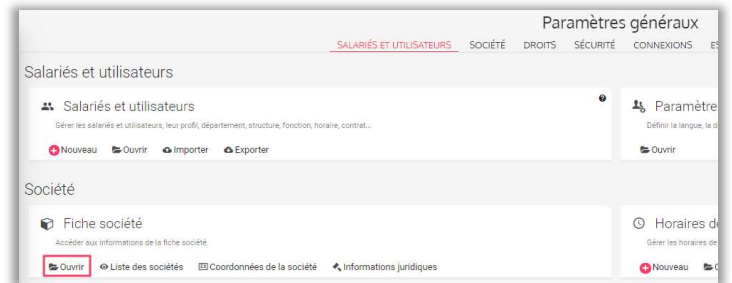 Paramètres généraux
SALARIÉS ET UTILISATEURS SOCIÉTÉ DROITS SÉCURITÉ CONNEXIONS
Salariés et utilisateurs
Salariés et utilisateurs
Gérer les salariés et utilisateurs, leur profil, département, structure, fonction, horaire, contrat...
Nouveau Ouvrir Importer Exporter
Paramètre
Définir la langue, la d
Ouvrir
Société
Fiche société
Accéder aux informations de la fiche société.
Ouvrir Liste des sociétés Coordonnées de la société Informations juridiques
Horaires d
Gérer les horaires de
Nouveau